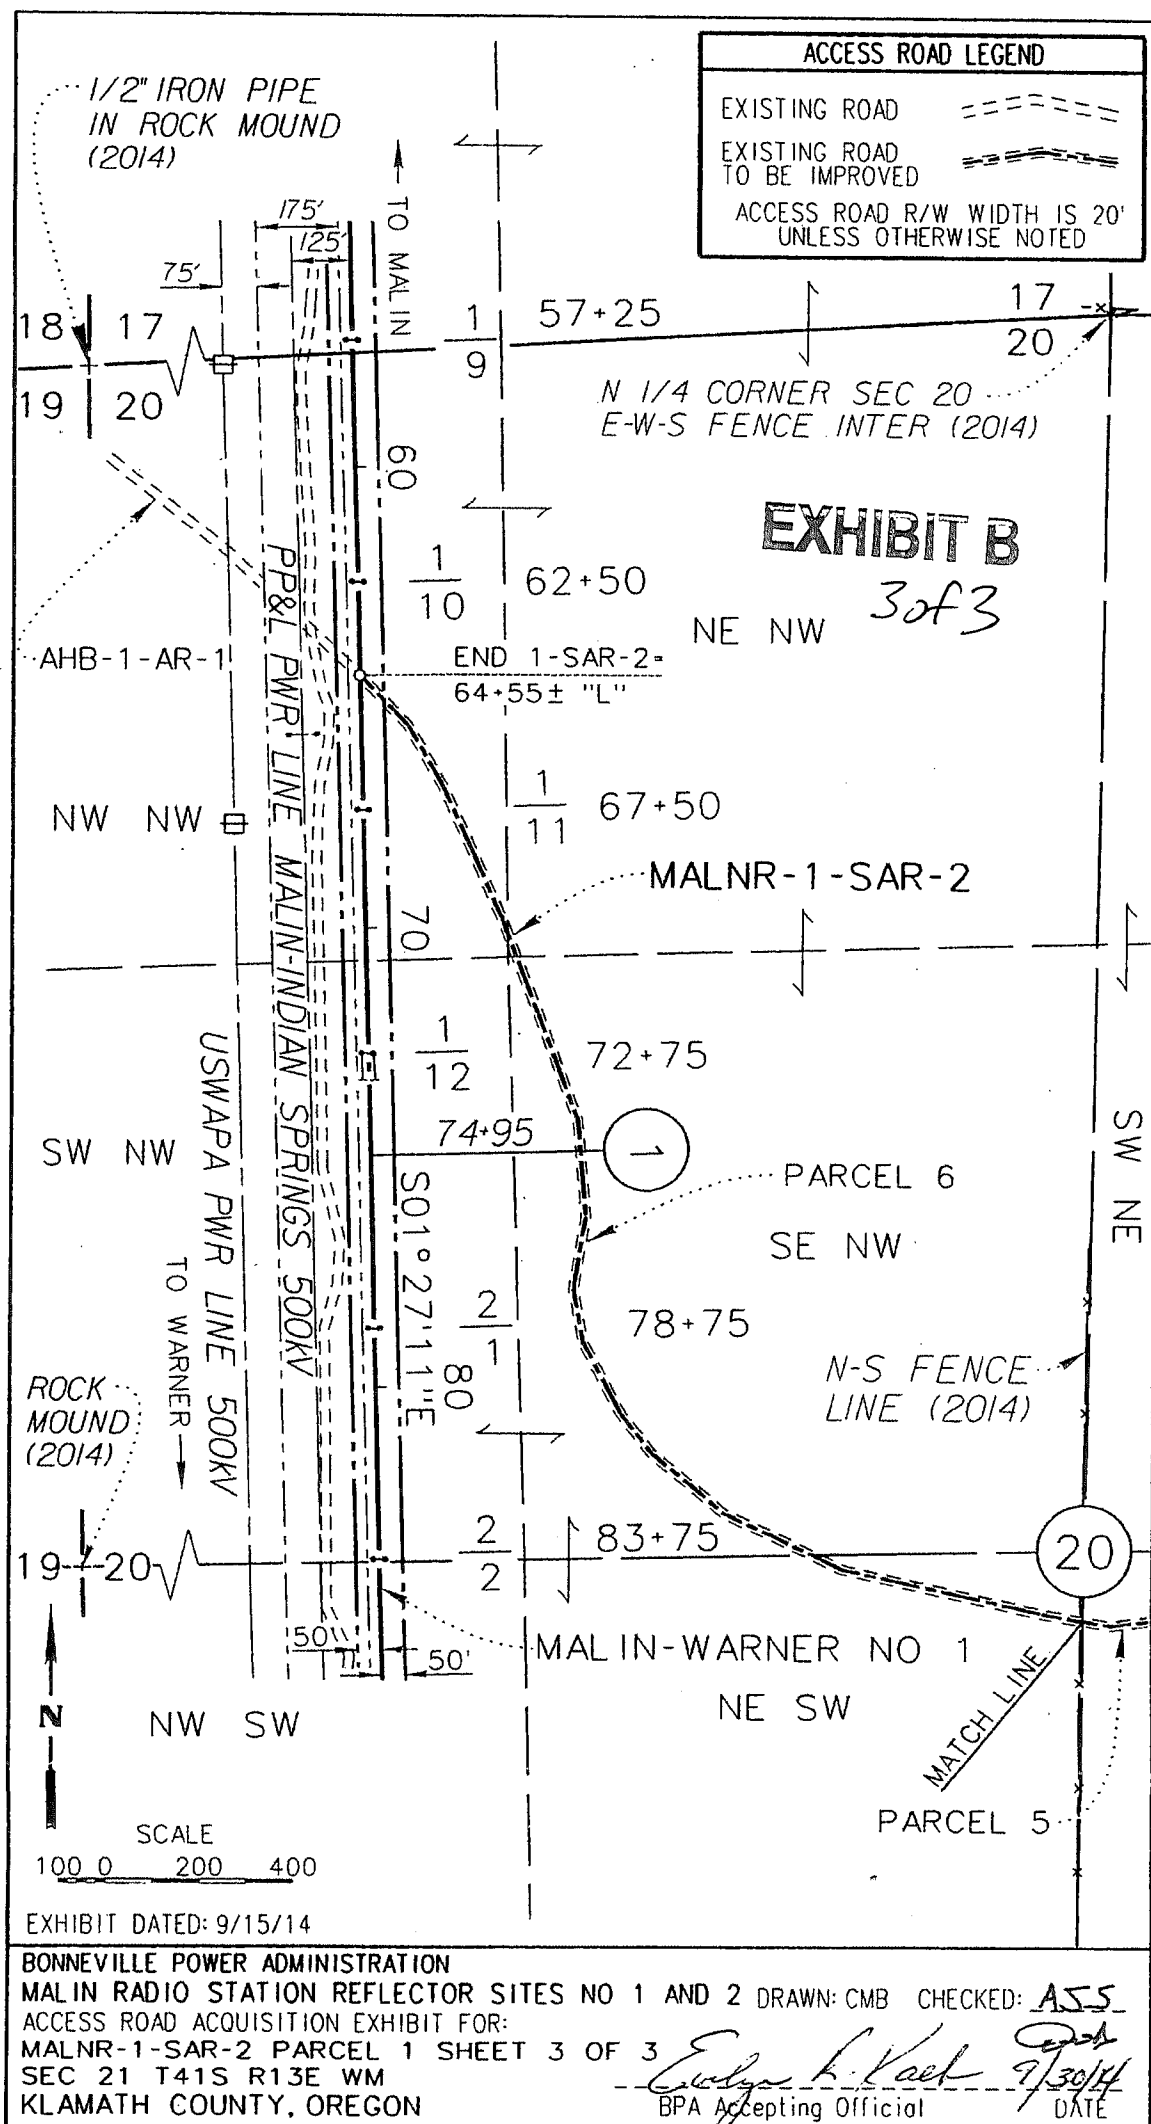 ACCESS ROAD LEGEND
EXISTING ROAD
EXISTING ROAD
TO BE IMPROVED
ACCESS ROAD R/W WIDTH IS 20'
UNLESS OTHERWISE NOTED
1/2" IRON PIPE
IN ROCK MOUND
(2014)
TO MALIN
175'
125'
75'
18 17
19 20
1
9
57+25
17
20
N 1/4 CORNER SEC 20
E-W-S FENCE INTER (2014)
60
EXHIBIT B
3 of 3
1
10
62+50
NE NW
AHB-1-AR-1
END 1-SAR-2=
64+55± "L"
PP&L PWR LINE MALIN-INDIAN SPRINGS 500kV
NW NW
1
11
67+50
MALNR-1-SAR-2
70
1
12
72+75
74+95
1
SW NW
SW NE
PARCEL 6
SE NW
USWAPA PWR LINE 500kV
S01°27'11"E
TO WARNER
2
1
78+75
80
N-S FENCE
LINE (2014)
ROCK
MOUND
(2014)
19 20
2
2
83+75
20
50'
50'
MALIN-WARNER NO 1
NW SW
NE SW
MATCH LINE
PARCEL 5
N
SCALE
100 0 200 400
EXHIBIT DATED: 9/15/14
BONNEVILLE POWER ADMINISTRATION
MALIN RADIO STATION REFLECTOR SITES NO 1 AND 2 DRAWN: CMB CHECKED: ASS
ACCESS ROAD ACQUISITION EXHIBIT FOR:
MALNR-1-SAR-2 PARCEL 1 SHEET 3 OF 3
SEC 21 T41S R13E WM
KLAMATH COUNTY, OREGON
9/30/14
BPA Accepting Official DATE